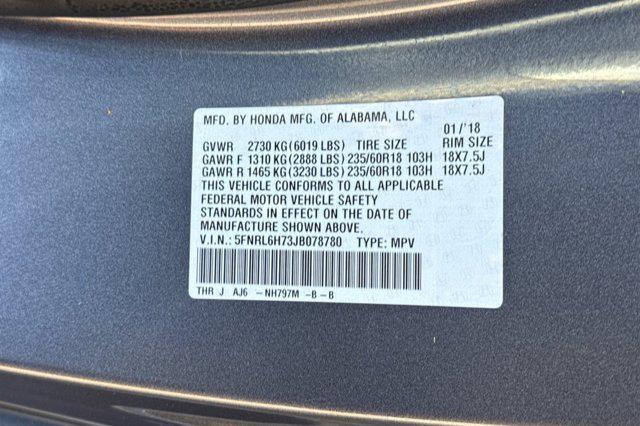 MFD. BY HONDA MFG. OF ALABAMA, LLC
01/'18
GVWR 2730 KG(6019 LBS) TIRE SIZE RIM SIZE
GAWR F 1310 KG(2888 LBS) 235/60R18 103H 18X7.5J
GAWR R 1465 KG(3230 LBS) 235/60R18 103H 18X7.5J
THIS VEHICLE CONFORMS TO ALL APPLICABLE
FEDERAL MOTOR VEHICLE SAFETY
STANDARDS IN EFFECT ON THE DATE OF
MANUFACTURE SHOWN ABOVE.
V.I.N.: 5FNRL6H73JB078780 TYPE: MPV
THR J AJ6 -NH797M -B-B